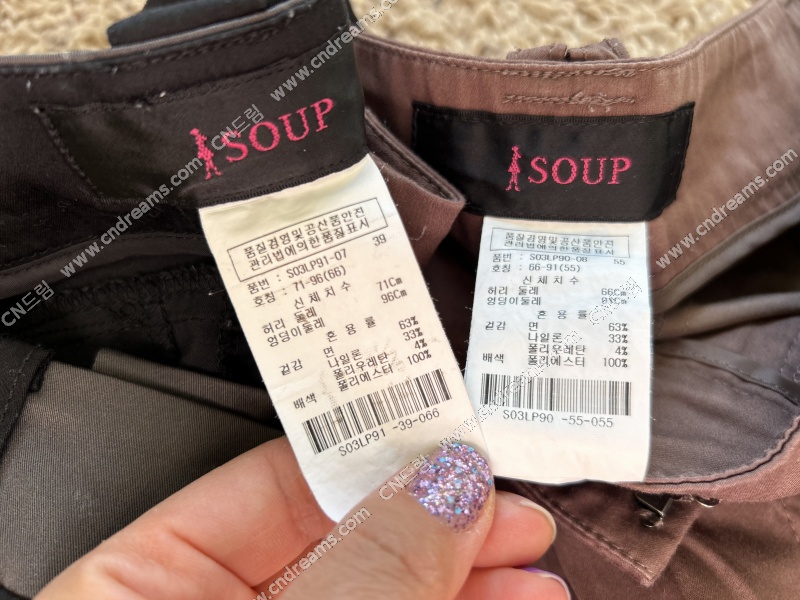 SOUP
품질경영및공산품안전
관리법에의한품질표시
품번 : S03LP91-07 39
호칭 : 71-96(66)
신체치수
허리 둘레 71Cm
엉덩이둘레 96Cm
혼용률
겉감 면 63%
나일론 33%
폴리우레탄 4%
배색 폴리에스터 100%
S03LP91 -39-066
SOUP
품질경영및공산품안전
관리법에의한품질표시
품번 : S03LP90-08 55
호칭 : 66-91(55)
신체치수
허리 둘레 66Cm
엉덩이둘레 91Cm
혼용률
겉감 면 63%
나일론 33%
폴리우레탄 4%
배색 폴리에스터 100%
S03LP90 -55-055
www.cndreams.com
CN드림